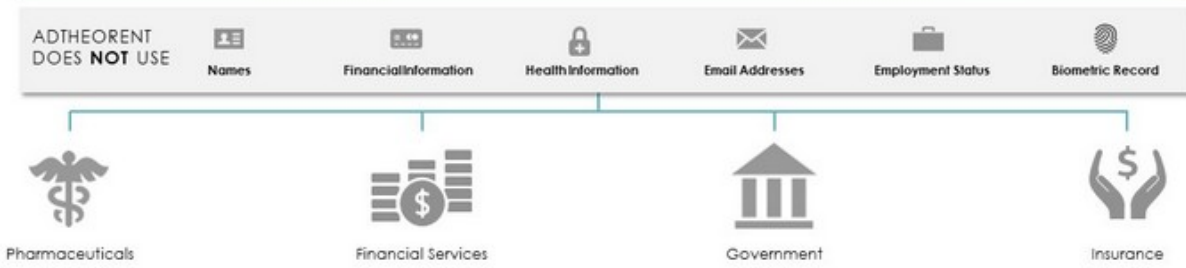 ADTHEORENT
DOES NOT USE
Names
FinancialInformation
Health Information
Email Addresses
Employment Status
Biometric Record
$
$
Pharmaceuticals
Financial Services
Government
Insurance